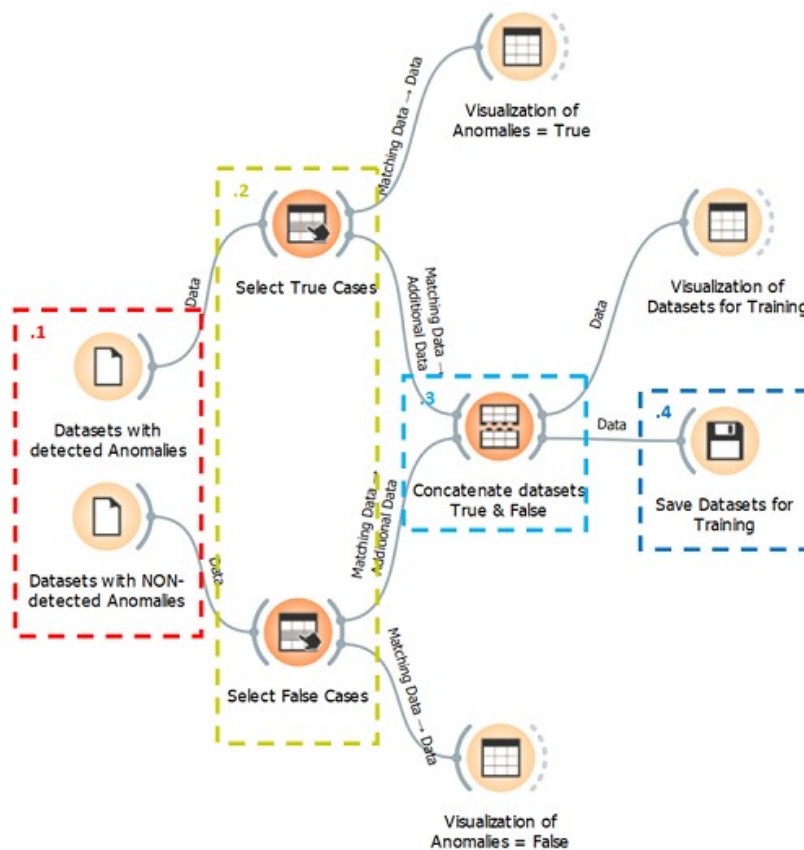 Matching Data → Data
Visualization of
Anomalies = True
.2
Select True Cases
Data
Visualization of
Datasets for Training
Matching Data →
Additional Data
Data
.1
Datasets with
detected Anomalies
.3
Concatenate datasets
True & False
Data
.4
Save Datasets for
Training
Datasets with NON-
detected Anomalies
Data
Matching Data →
Additional Data
Select False Cases
Matching Data → Data
Visualization of
Anomalies = False